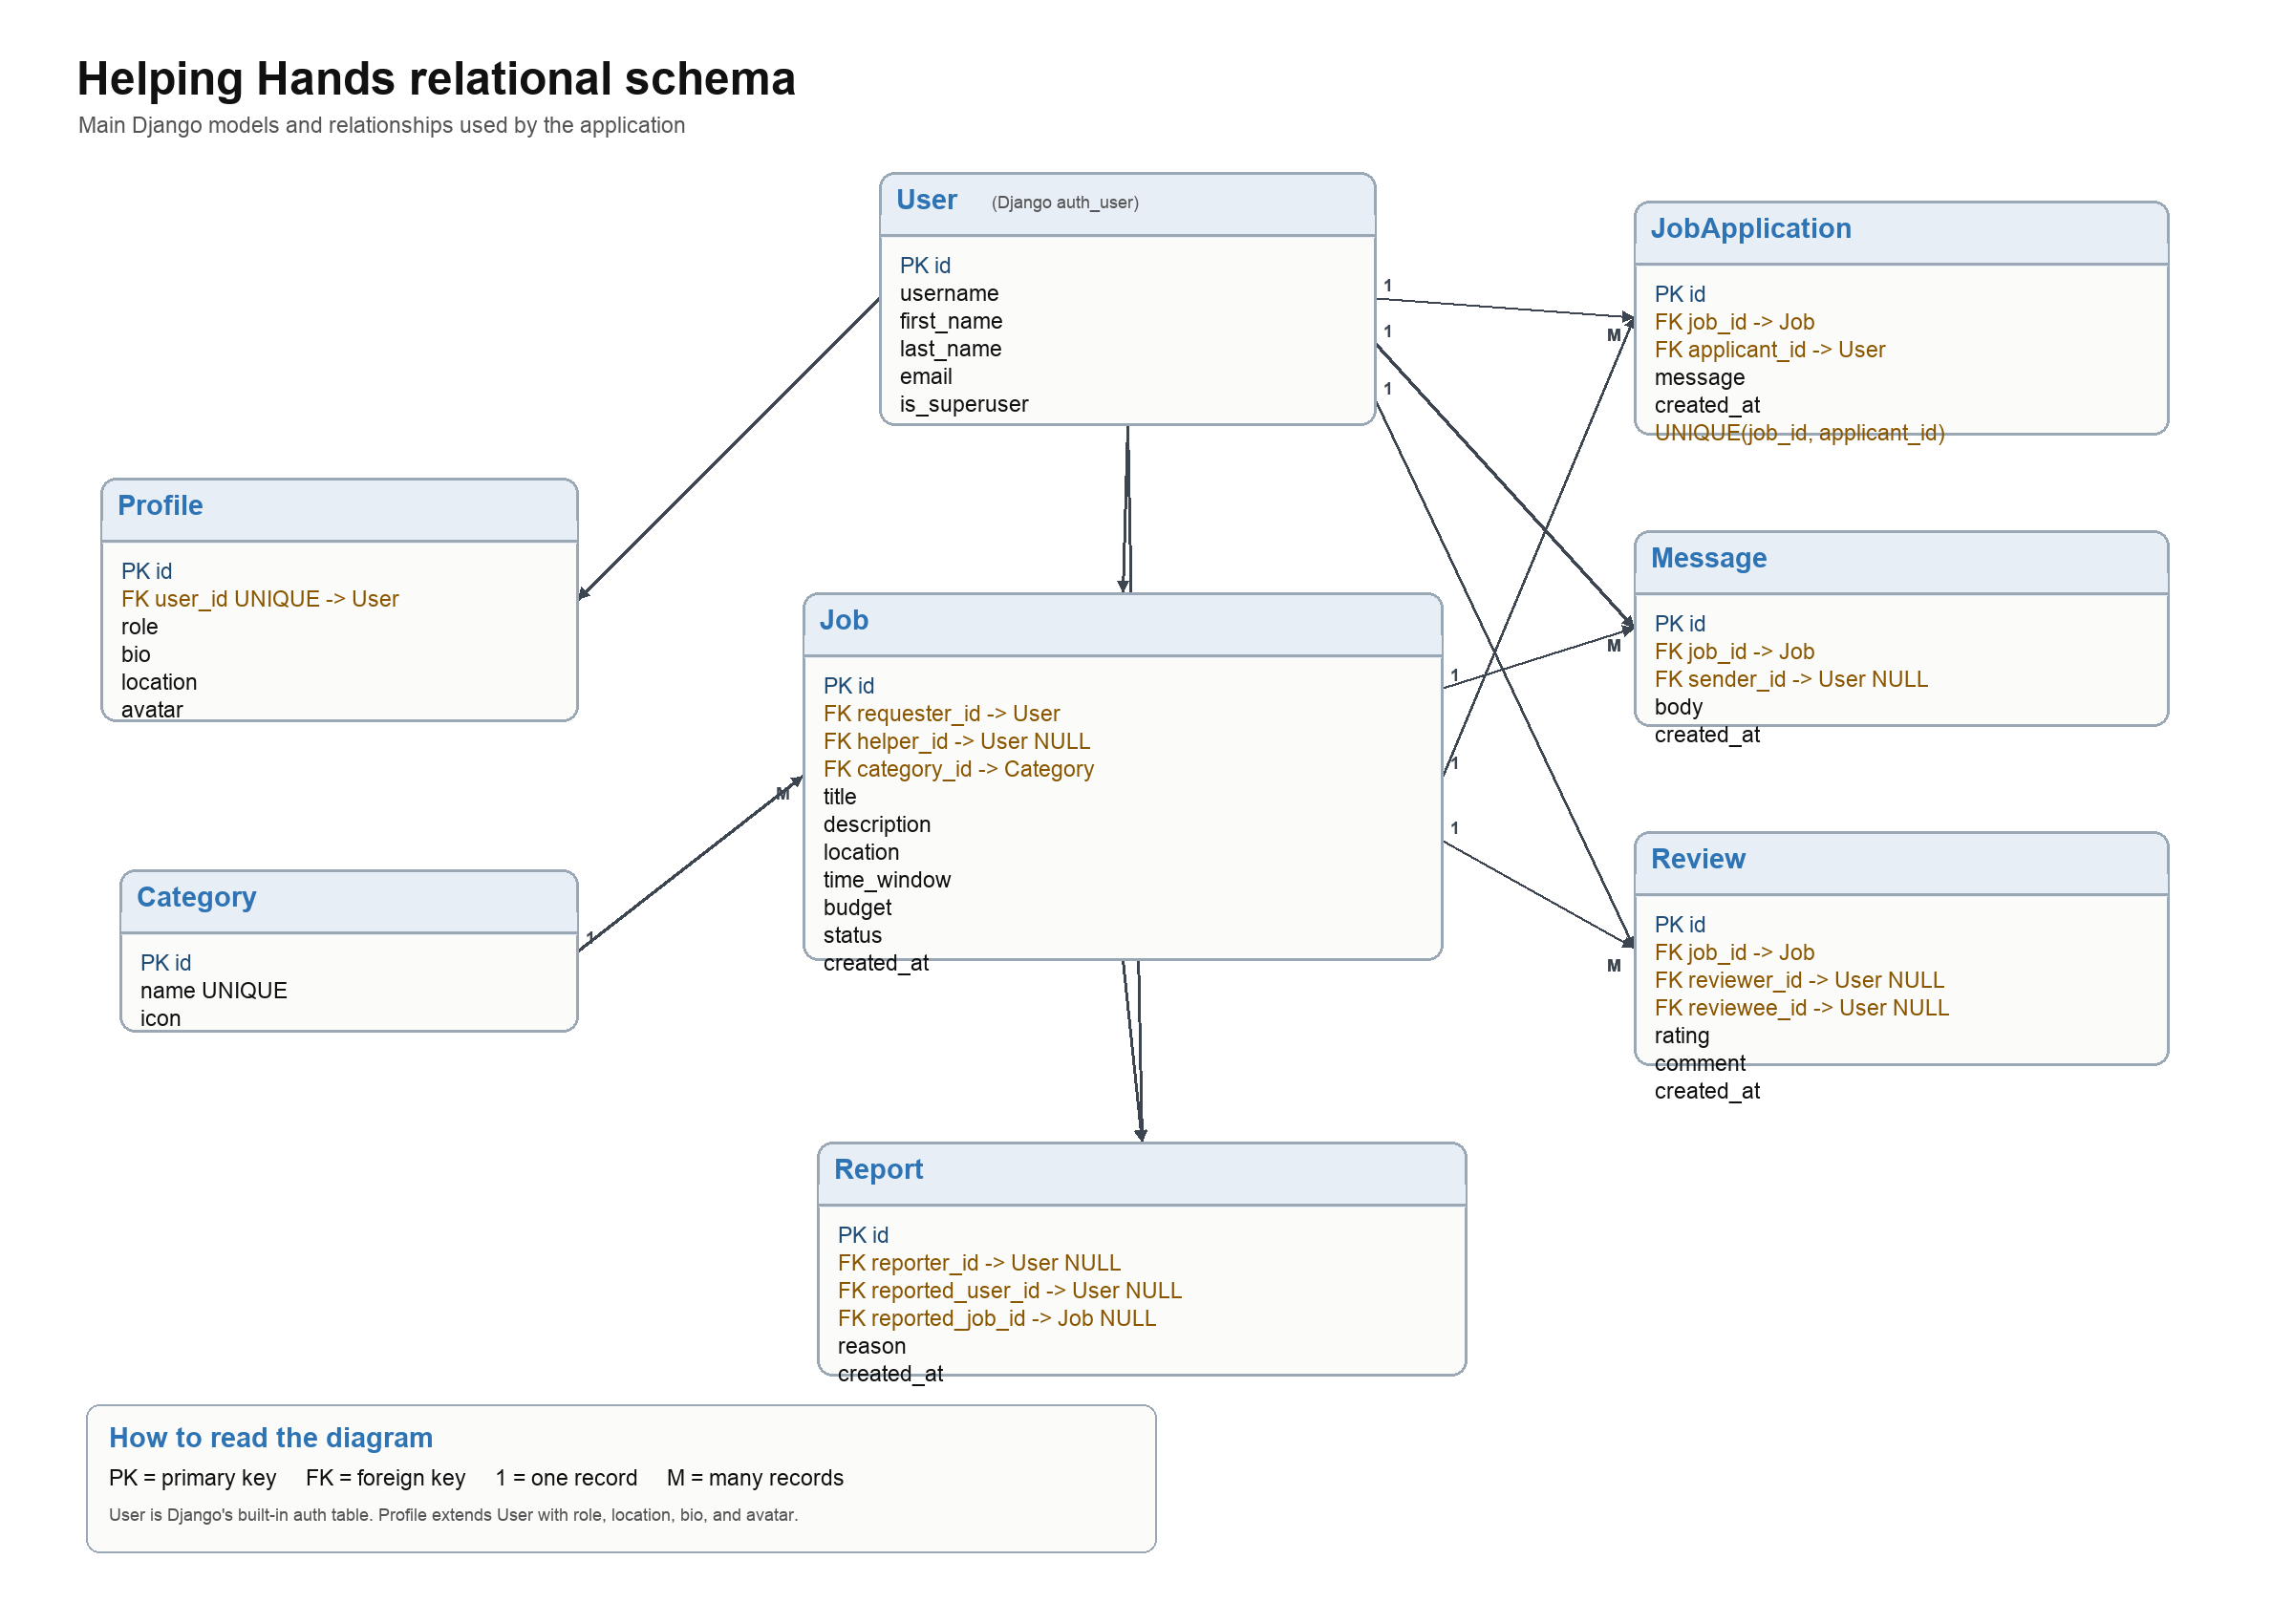 Helping Hands relational schema
Main Django models and relationships used by the application
User (Django auth_user)
PK id
username
first_name
last_name
email
is_superuser
1
1
1
JobApplication
PK id
FK job_id -> Job
FK applicant_id -> User
message
created_at
UNIQUE(job_id, applicant_id)
M
Profile
PK id
FK user_id UNIQUE -> User
role
bio
location
avatar
Job
PK id
FK requester_id -> User
FK helper_id -> User NULL
FK category_id -> Category
title
description
location
time_window
budget
status
created_at
M
1
1
1
Message
PK id
FK job_id -> Job
FK sender_id -> User NULL
body
created_at
M
Category
PK id
name UNIQUE
icon
1
Review
PK id
FK job_id -> Job
FK reviewer_id -> User NULL
FK reviewee_id -> User NULL
rating
comment
created_at
M
Report
PK id
FK reporter_id -> User NULL
FK reported_user_id -> User NULL
FK reported_job_id -> Job NULL
reason
created_at
How to read the diagram
PK = primary key FK = foreign key 1 = one record M = many records
User is Django's built-in auth table. Profile extends User with role, location, bio, and avatar.